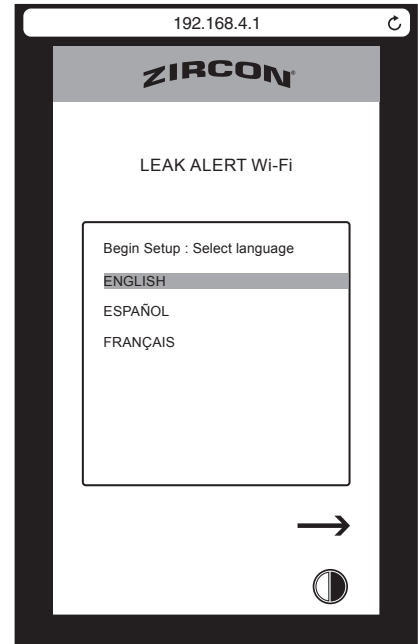 192.168.4.1
ZIRCON®
LEAK ALERT Wi-Fi
Begin Setup : Select language
ENGLISH
ESPAÑOL
FRANÇAIS